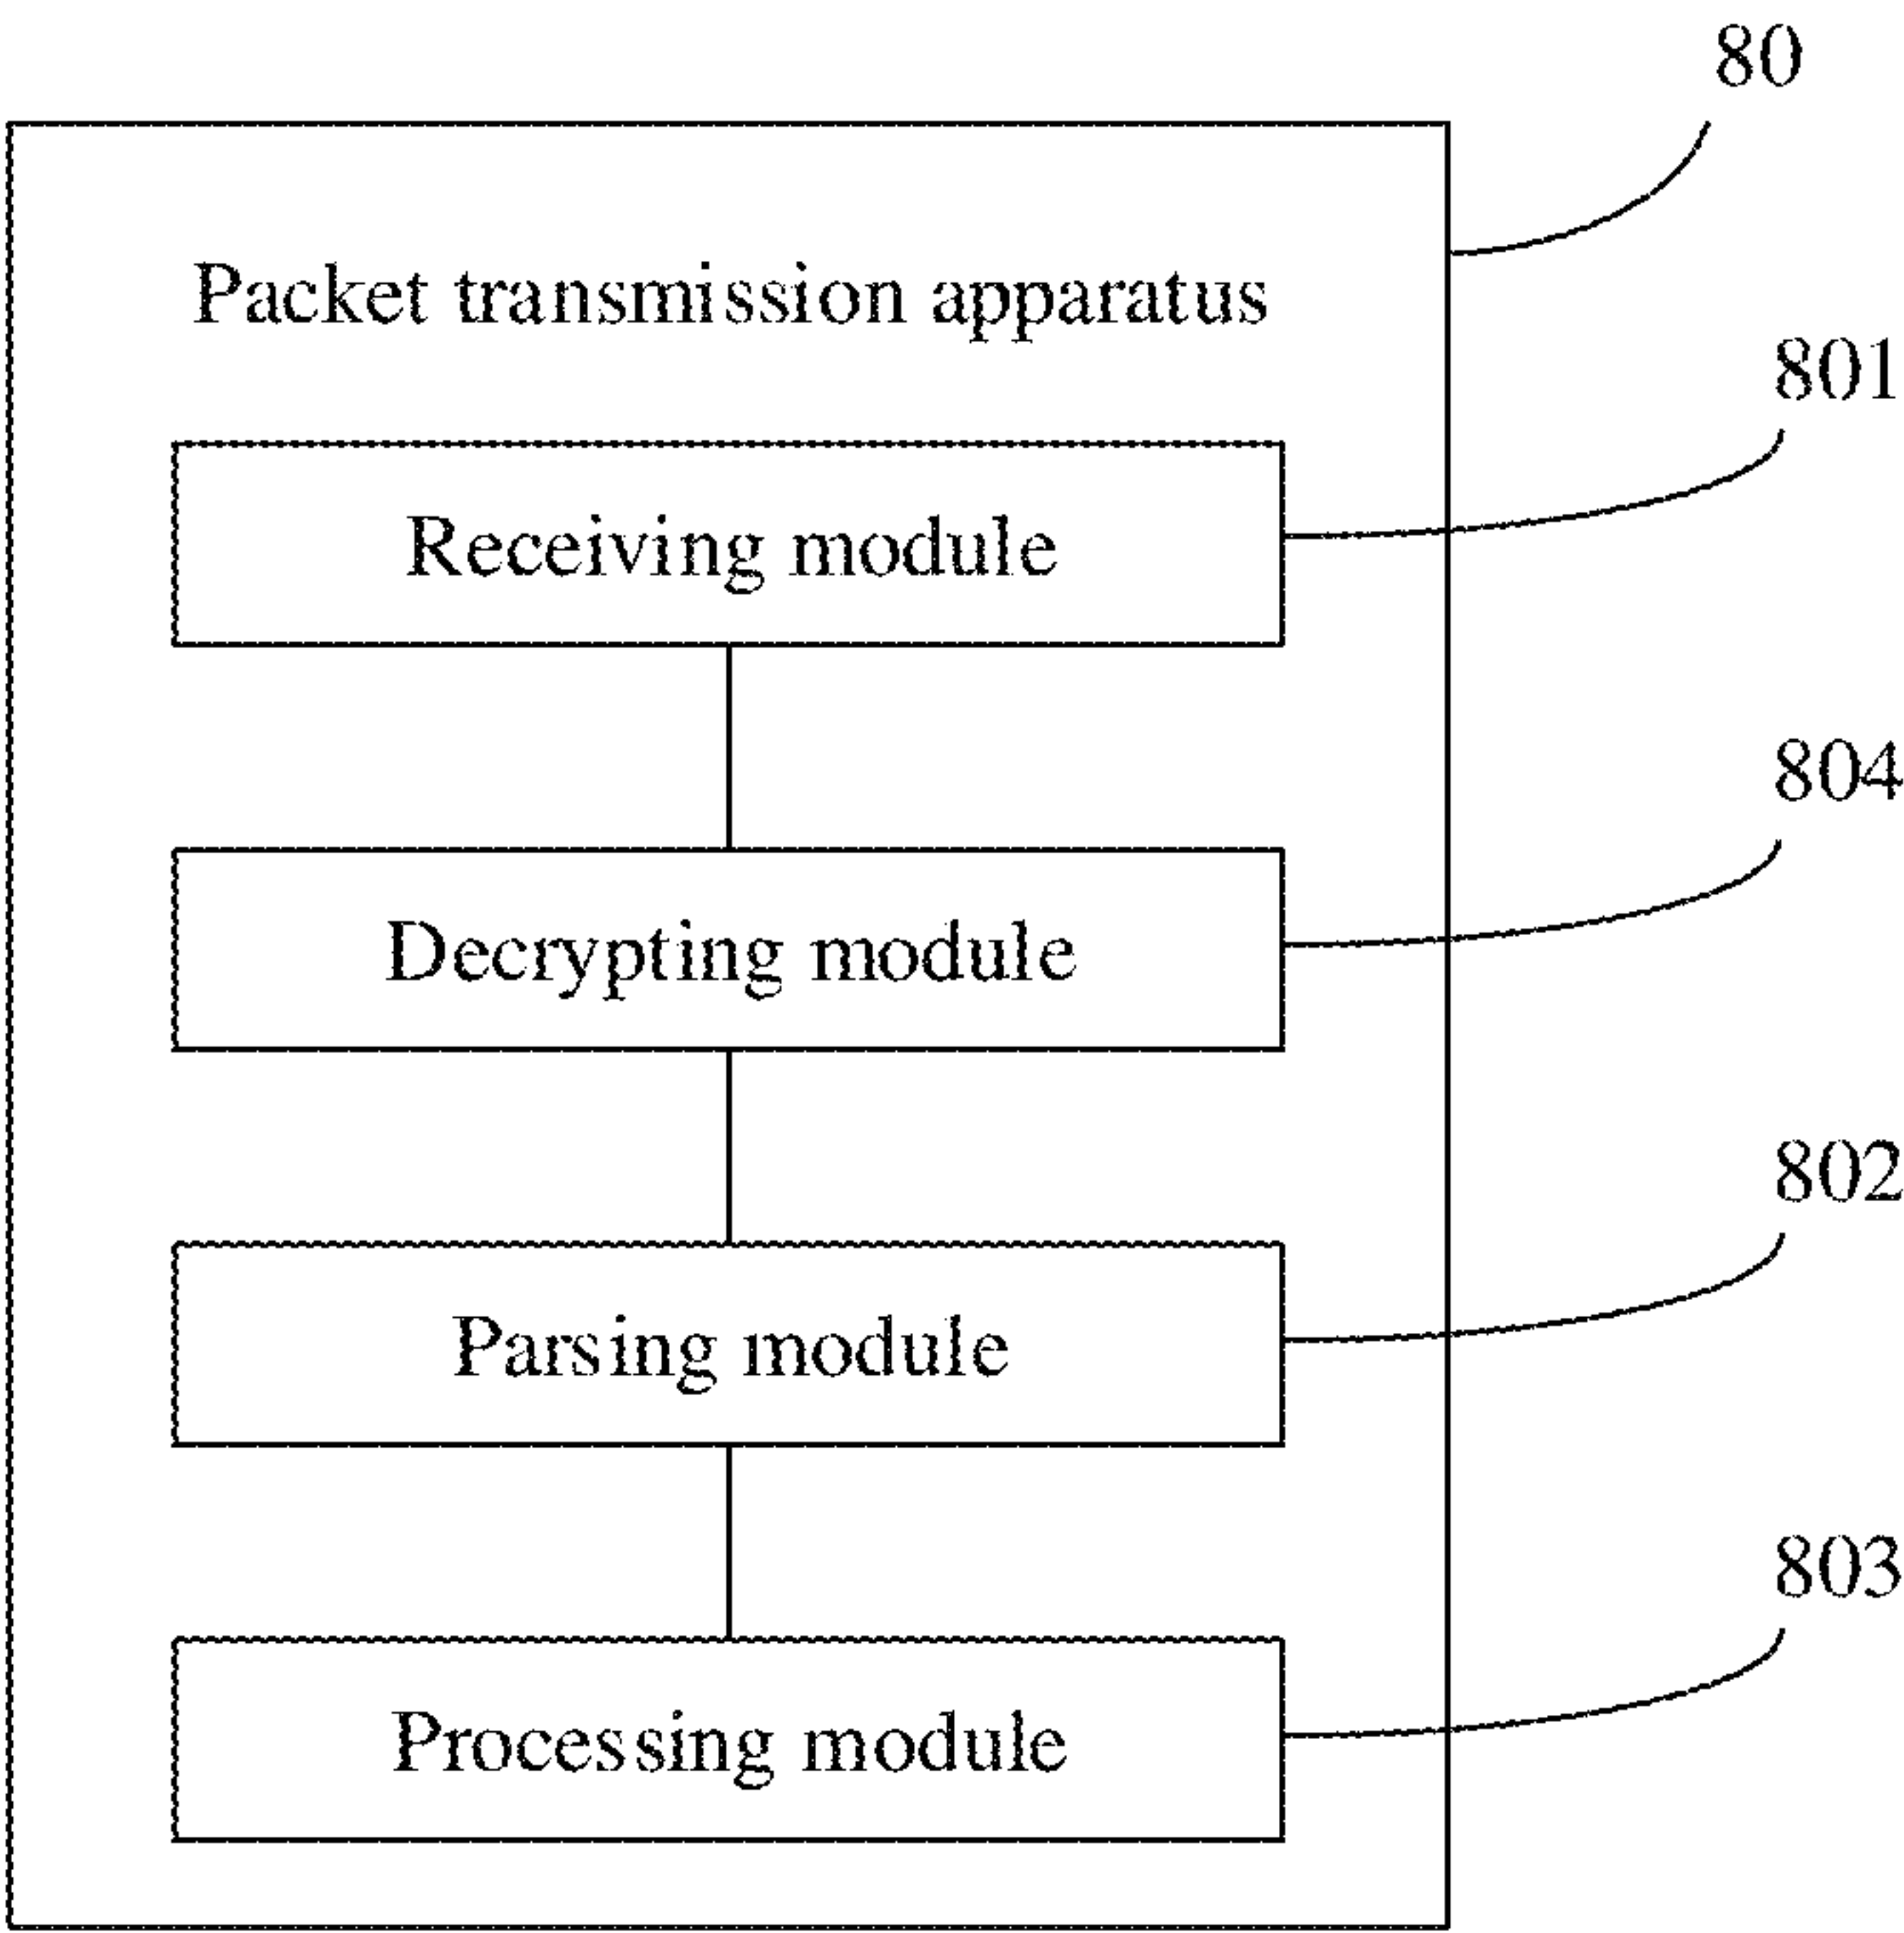 80
Packet transmission apparatus
801
Receiving module
804
Decrypting module
802
Parsing module
803
Processing module